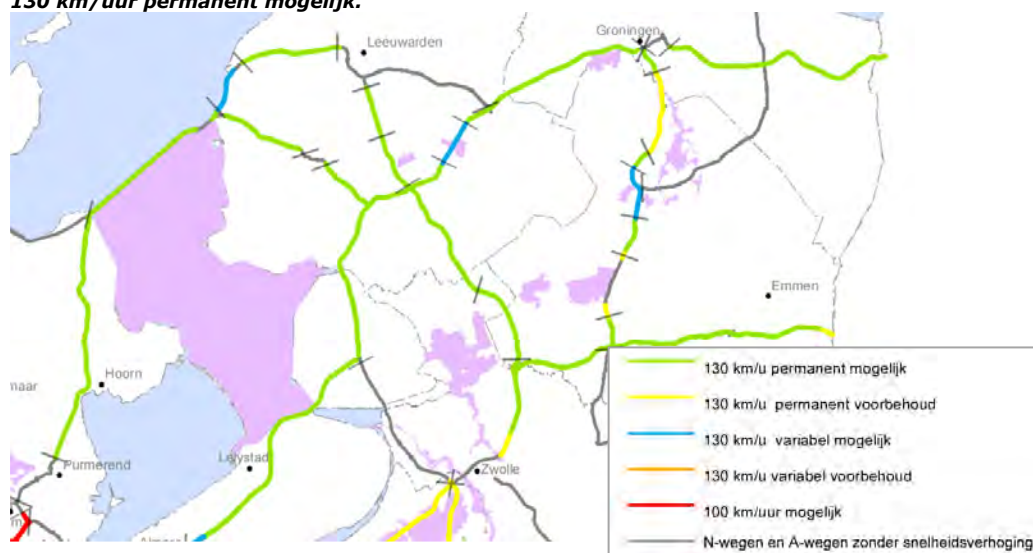 130 km/uur permanent mogelijk.
Leeuwarden
Groningen
Emmen
Hoorn
maar
Purmerend
Lelystad
Zwolle
130 km/u permanent mogelijk
130 km/u permanent voorbehoud
130 km/u variabel mogelijk
130 km/u variabel voorbehoud
100 km/uur mogelijk
N-wegen en A-wegen zonder snelheidsverhoging